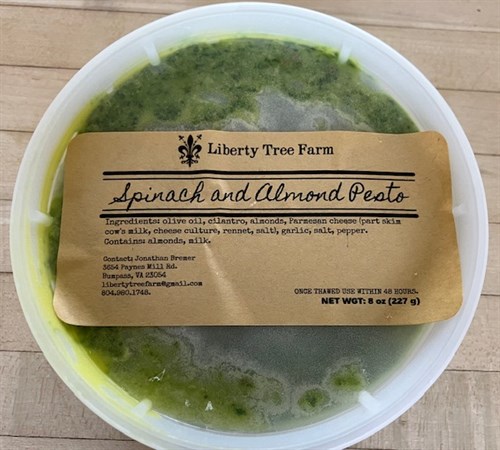 Liberty Tree Farm
Spinach and Almond Pesto
Ingredients: olive oil, cilantro, almonds, Parmesan cheese (part skim
cow's milk, cheese culture, rennet, salt), garlic, salt, pepper.
Contains: almonds, milk.
Contact: Jonathan Bremer
3254 Paynes Mill Rd.
Bumpass, VA 23054
libertytreefarm@gmail.com
804.980.1748.
ONCE THAWED USE WITHIN 48 HOURS.
NET WGT: 8 oz (227 g)